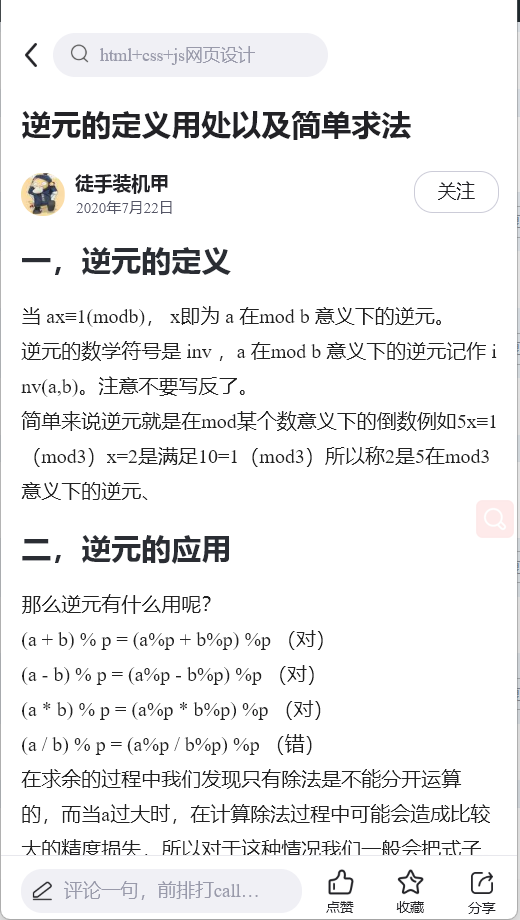 html+css+js网页设计
逆元的定义用处以及简单求法
徒手装机甲
2020年7月22日
关注
一，逆元的定义
当 ax≡1(modb)， x即为 a 在mod b 意义下的逆元。
逆元的数学符号是 inv ，a 在mod b 意义下的逆元记作 i
nv(a,b)。注意不要写反了。
简单来说逆元就是在mod某个数意义下的倒数例如5x≡1
（mod3）x=2是满足10=1（mod3）所以称2是5在mod3
意义下的逆元、
二，逆元的应用
那么逆元有什么用呢？
(a + b) % p = (a%p + b%p) %p （对）
(a - b) % p = (a%p - b%p) %p （对）
(a * b) % p = (a%p * b%p) %p （对）
(a / b) % p = (a%p / b%p) %p （错）
在求余的过程中我们发现只有除法是不能分开运算
的，而当a过大时，在计算除法过程中可能会造成比较
大的精度损失，所以对于这种情况我们一般会把式子
评论一句，前排打call...
点赞
收藏
分享